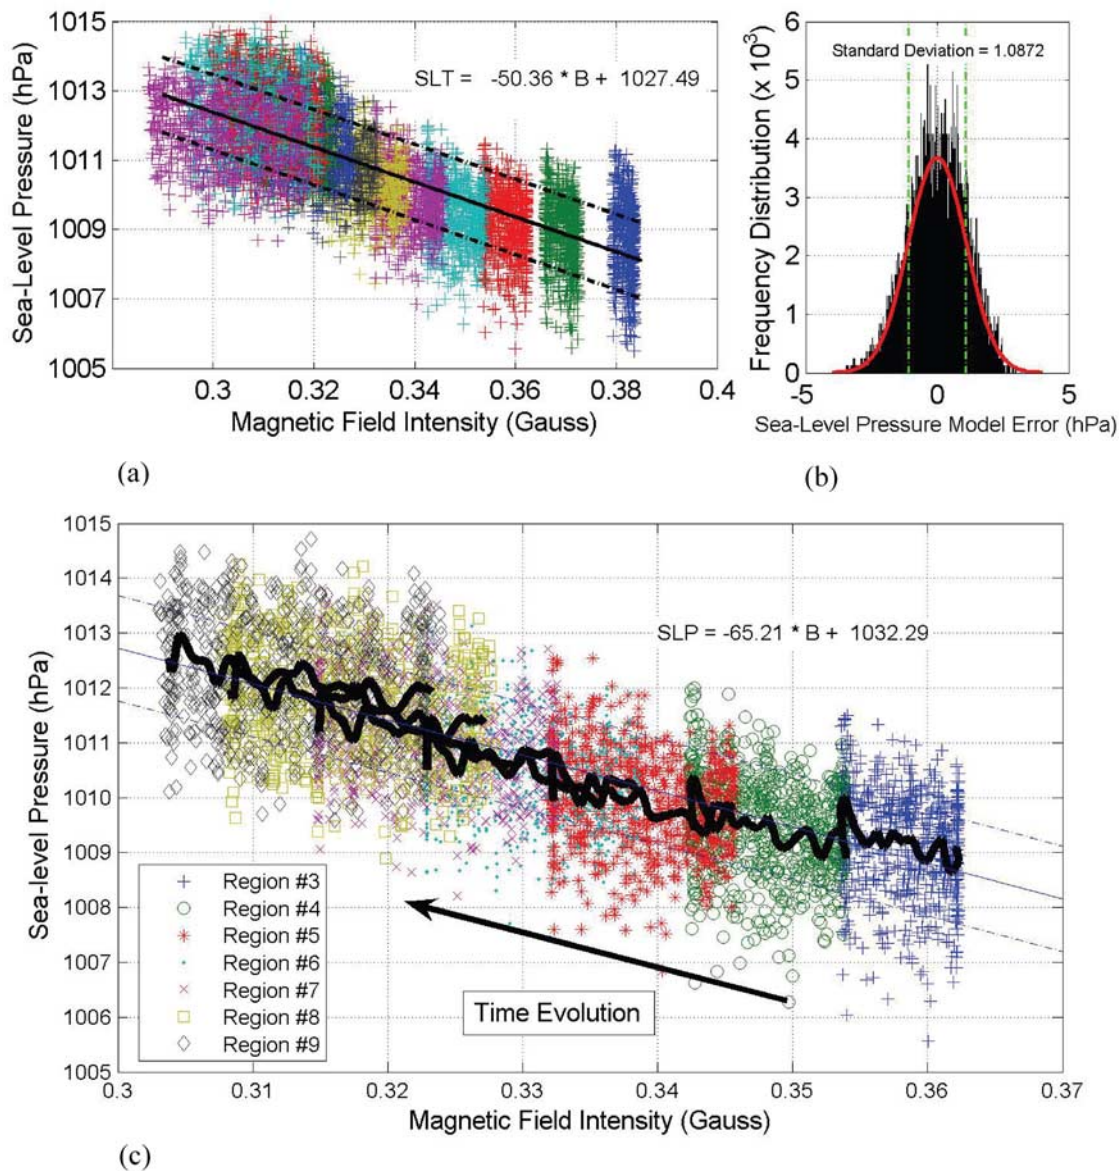 Sea-Level Pressure (hPa)
1015
1013
1011
1009
1007
1005
SLT = -50.36 * B + 1027.49
0.3
0.32
0.34
0.36
0.38
0.4
Magnetic Field Intensity (Gauss)
(a)
Frequency Distribution (x 10³)
6
5
4
3
2
1
0
Standard Deviation = 1.0872
-5
0
5
Sea-Level Pressure Model Error (hPa)
(b)
Sea-level Pressure (hPa)
1015
1014
1013
1012
1011
1010
1009
1008
1007
1006
1005
SLP = -65.21 * B + 1032.29
Region #3
Region #4
Region #5
Region #6
Region #7
Region #8
Region #9
Time Evolution
0.3
0.31
0.32
0.33
0.34
0.35
0.36
0.37
Magnetic Field Intensity (Gauss)
(c)